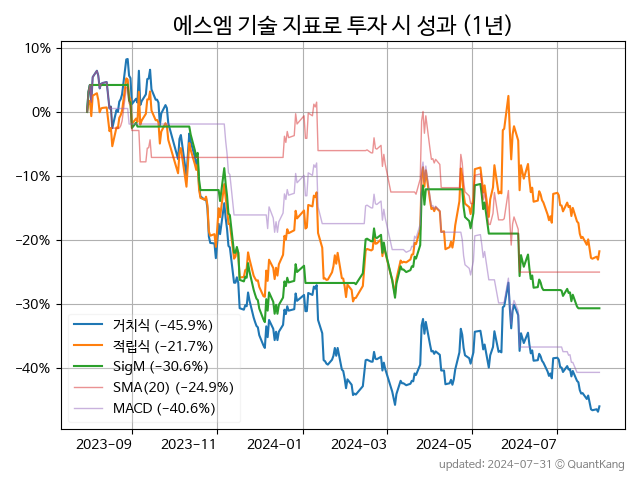 에스엠 기술 지표로 투자 시 성과 (1년)
10%
0%
−10%
−20%
−30%
−40%
거치식 (−45.9%)
적립식 (−21.7%)
SigM (−30.6%)
SMA(20) (−24.9%)
MACD (−40.6%)
2023−09 2023−11 2024−01 2024−03 2024−05 2024−07
updated: 2024-07-31 © QuantKang